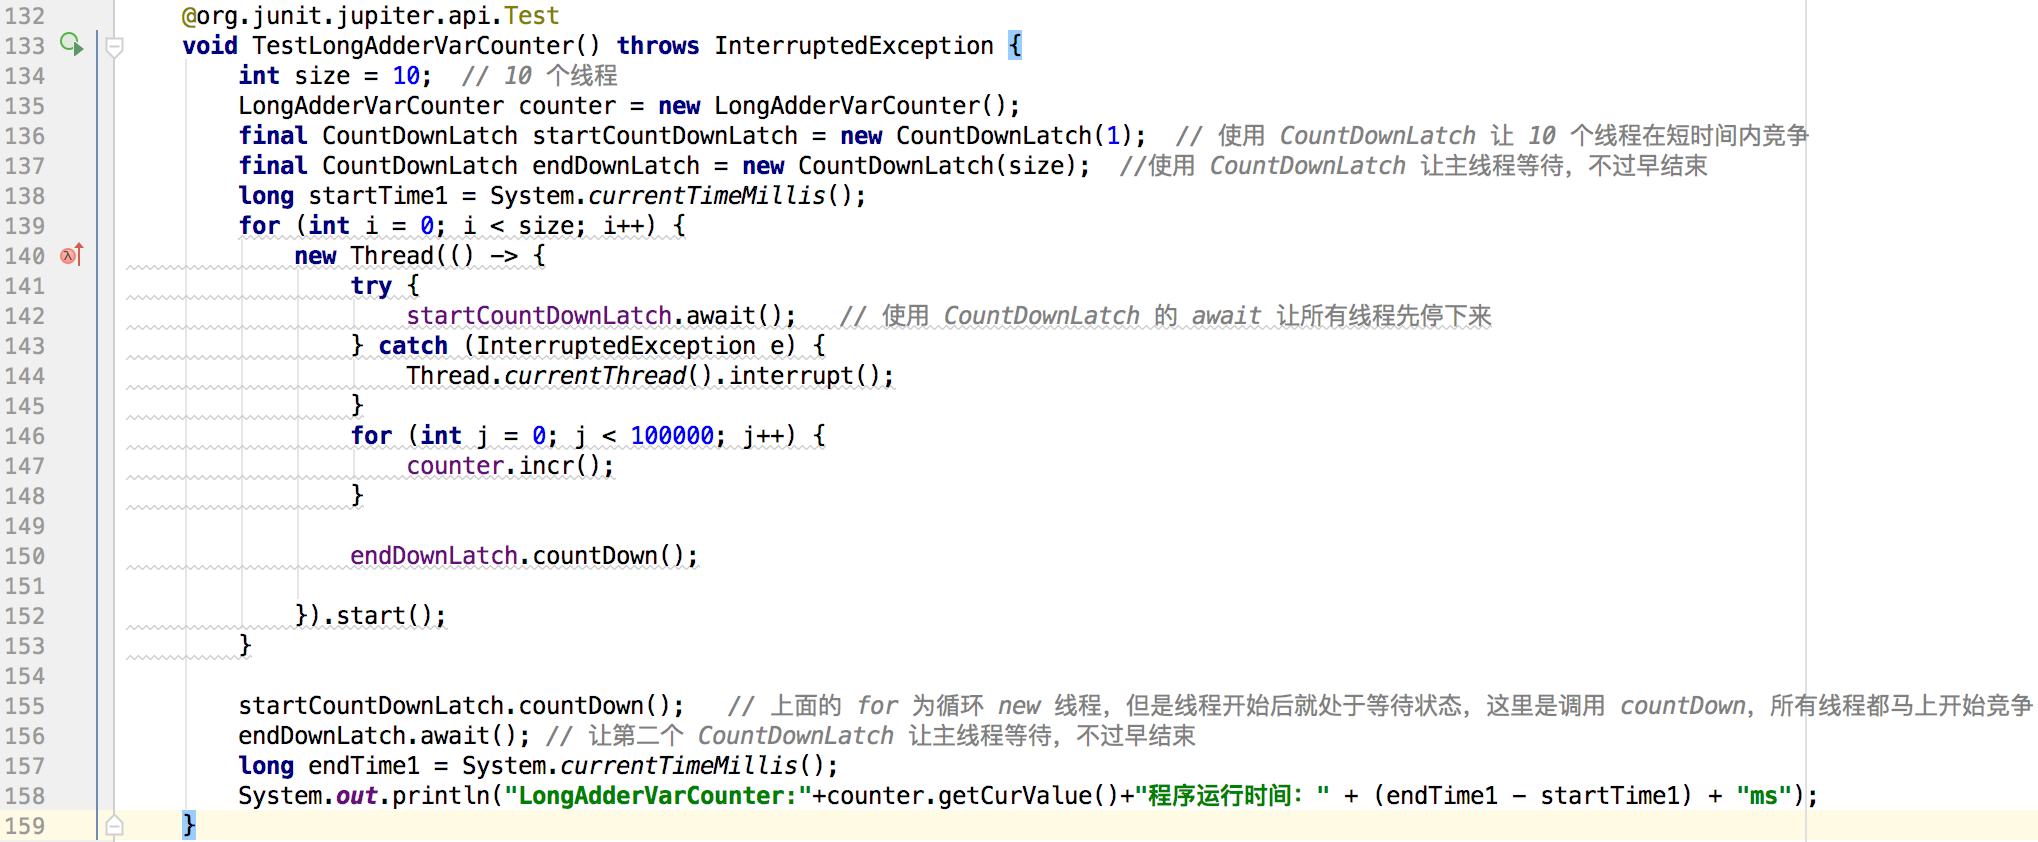 132 @org.junit.jupiter.api.Test
133 void TestLongAdderVarCounter() throws InterruptedException {
134 int size = 10;  // 10 个线程
135 LongAdderVarCounter counter = new LongAdderVarCounter();
136 final CountDownLatch startCountDownLatch = new CountDownLatch(1);  // 使用 CountDownLatch 让 10 个线程在短时间内竞争
137 final CountDownLatch endDownLatch = new CountDownLatch(size);  //使用 CountDownLatch 让主线程等待，不过早结束
138 long startTime1 = System.currentTimeMillis();
139 for (int i = 0; i < size; i++) {
140 new Thread(() -> {
141 try {
142 startCountDownLatch.await();   // 使用 CountDownLatch 的 await 让所有线程先停下来
143 } catch (InterruptedException e) {
144 Thread.currentThread().interrupt();
145 }
146 for (int j = 0; j < 100000; j++) {
147 counter.incr();
148 }
149
150 endDownLatch.countDown();
151
152 }).start();
153 }
154
155 startCountDownLatch.countDown();   // 上面的 for 为循环 new 线程，但是线程开始后就处于等待状态，这里是调用 countDown，所有线程都马上开始竞争
156 endDownLatch.await(); // 让第二个 CountDownLatch 让主线程等待，不过早结束
157 long endTime1 = System.currentTimeMillis();
158 System.out.println("LongAdderVarCounter:"+counter.getCurValue()+"程序运行时间：" + (endTime1 - startTime1) + "ms");
159 }